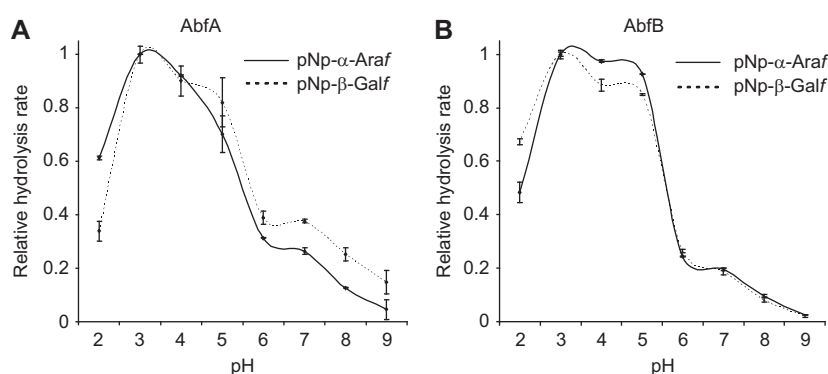 A
AbfA
Relative hydrolysis rate
1
0.8
0.6
0.4
0.2
0
2 3 4 5 6 7 8 9
pH
pNp-α-Araf
pNp-β-Galf
B
AbfB
Relative hydrolysis rate
1
0.8
0.6
0.4
0.2
0
2 3 4 5 6 7 8 9
pH
pNp-α-Araf
pNp-β-Galf